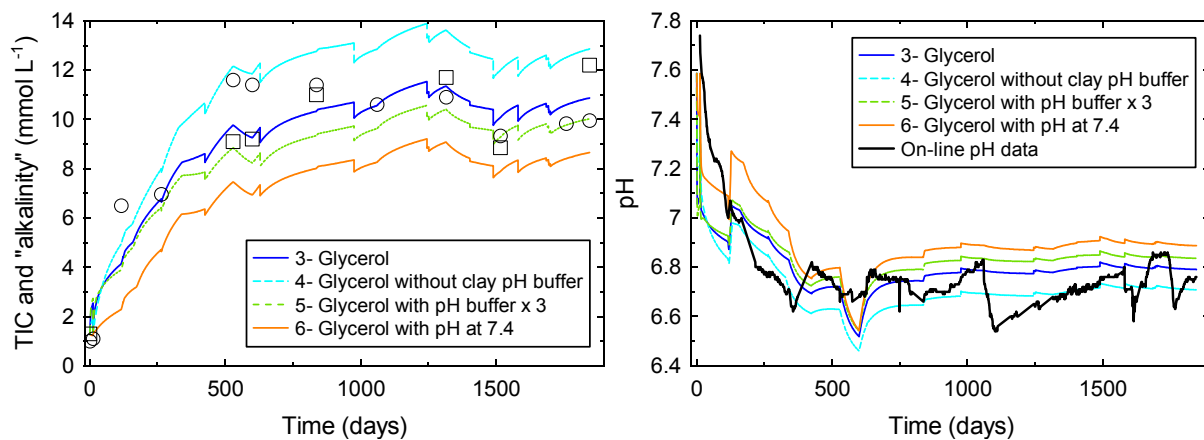 14
12
10
8
6
4
2
0
TIC and "alkalinity" (mmol L⁻¹)
3- Glycerol
4- Glycerol without clay pH buffer
5- Glycerol with pH buffer x 3
6- Glycerol with pH at 7.4
0 500 1000 1500
Time (days)
7.8
7.6
7.4
7.2
7
6.8
6.6
6.4
pH
3- Glycerol
4- Glycerol without clay pH buffer
5- Glycerol with pH buffer x 3
6- Glycerol with pH at 7.4
On-line pH data
0 500 1000 1500
Time (days)